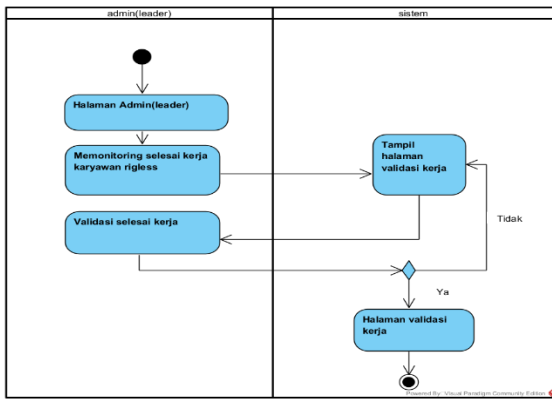 admin(leader)
sistem
Halaman Admin(leader)
Memonitoring selesai kerja
karyawan rigless
Tampil
halaman
validasi kerja
Validasi selesai kerja
Tidak
Ya
Halaman validasi
kerja
Powered By: Visual Paradigm Community Edition